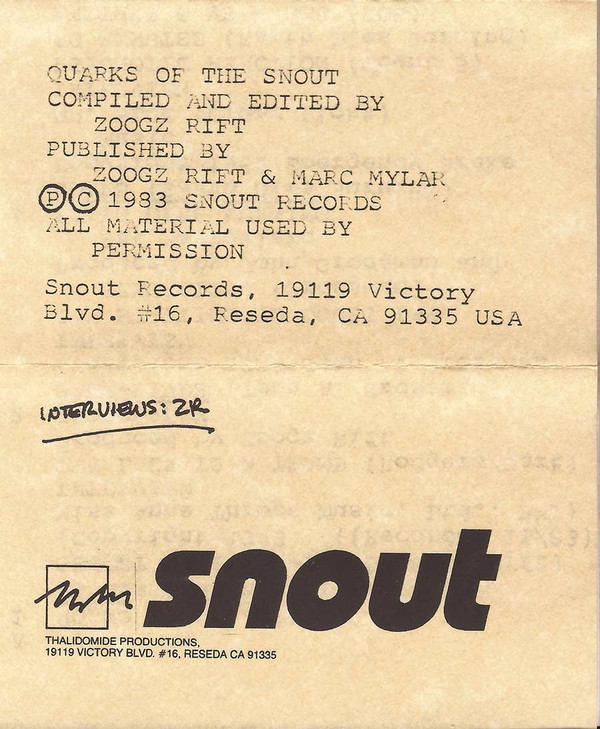 QUARKS OF THE SNOUT
COMPILED AND EDITED BY
ZOOGZ RIFT
PUBLISHED BY
ZOOGZ RIFT & MARC MYLAR
Ⓟ© 1983 SNOUT RECORDS
ALL MATERIAL USED BY
PERMISSION
Snout Records, 19119 Victory
Blvd. #16, Reseda, CA 91335 USA
INTERVIEWS: ZR
snout
THALIDOMIDE PRODUCTIONS,
19119 VICTORY BLVD. #16, RESEDA CA 91335